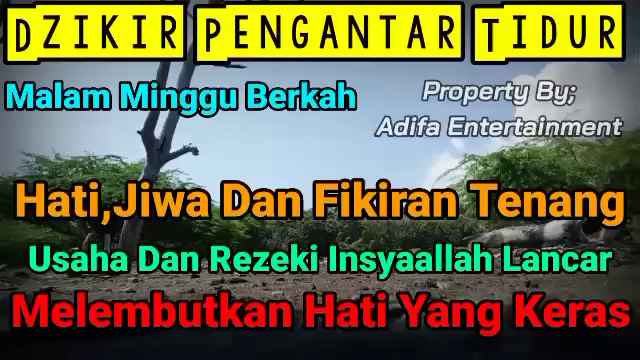 Dzikir Pengantar Tidur
Malam Minggu Berkah
Property By;
Adifa Entertainment
Hati,Jiwa Dan Fikiran Tenang
Usaha Dan Rezeki Insyaallah Lancar
Melembutkan Hati Yang Keras